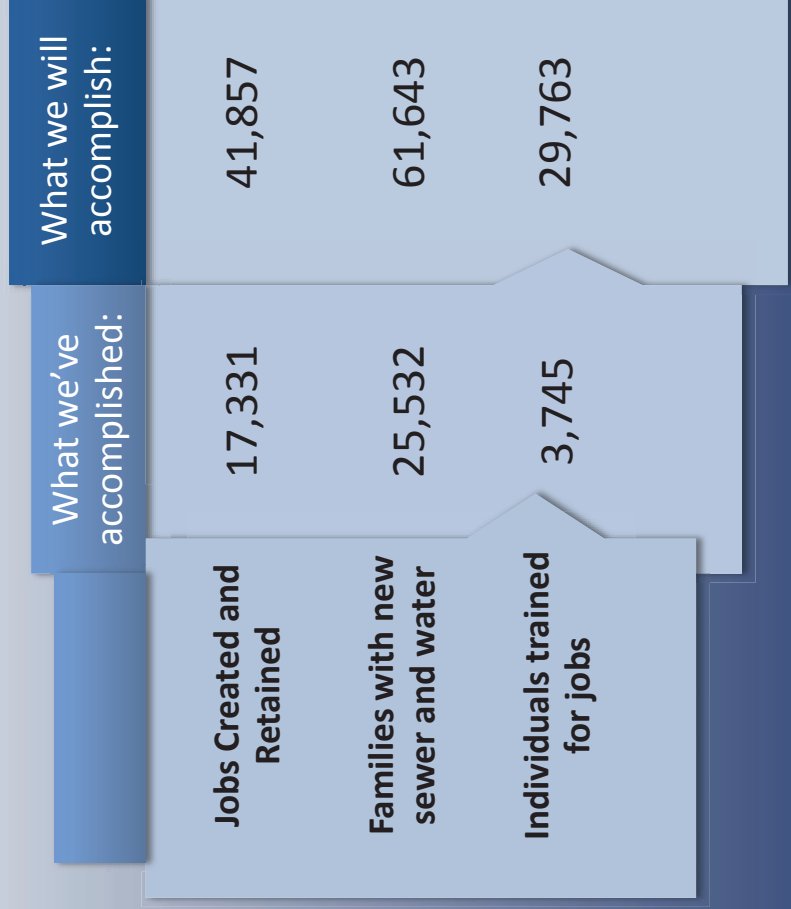 What we've
accomplished:
What we will
accomplish:
Jobs Created and
Retained
17,331
41,857
Families with new
sewer and water
25,532
61,643
Individuals trained
for jobs
3,745
29,763